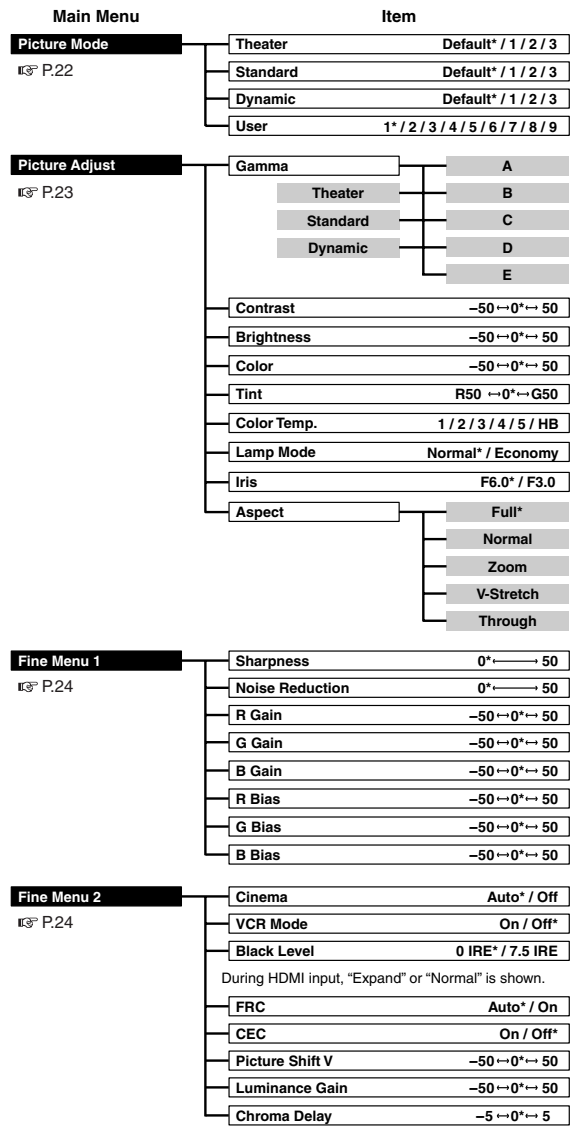 Main Menu Item
Picture Mode Theater Default* / 1 / 2 / 3
☞ P.22 Standard Default* / 1 / 2 / 3
Dynamic Default* / 1 / 2 / 3
User 1* / 2 / 3 / 4 / 5 / 6 / 7 / 8 / 9
Picture Adjust Gamma A
☞ P.23 Theater B
Standard C
Dynamic D
E
Contrast –50↔0*↔ 50
Brightness –50↔0*↔ 50
Color –50↔0*↔ 50
Tint R50 ↔0*↔G50
Color Temp. 1 / 2 / 3 / 4 / 5 / HB
Lamp Mode Normal* / Economy
Iris F6.0* / F3.0
Aspect Full*
Normal
Zoom
V-Stretch
Through
Fine Menu 1 Sharpness 0*↔ 50
☞ P.24 Noise Reduction 0*↔ 50
R Gain –50↔0*↔ 50
G Gain –50↔0*↔ 50
B Gain –50↔0*↔ 50
R Bias –50↔0*↔ 50
G Bias –50↔0*↔ 50
B Bias –50↔0*↔ 50
Fine Menu 2 Cinema Auto* / Off
☞ P.24 VCR Mode On / Off*
Black Level 0 IRE* / 7.5 IRE
During HDMI input, “Expand” or “Normal” is shown.
FRC Auto* / On
CEC On / Off*
Picture Shift V –50↔0*↔ 50
Luminance Gain –50↔0*↔ 50
Chroma Delay –5↔0*↔ 5